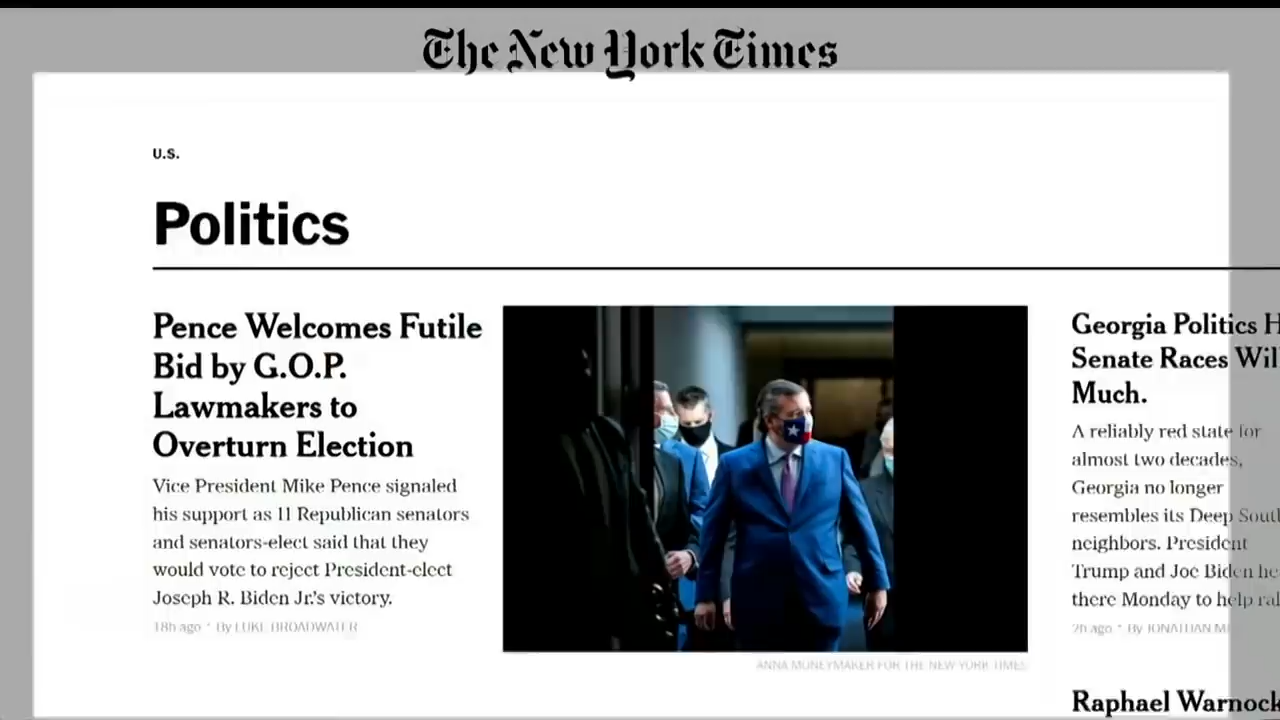 The New York Times
U.S.
Politics
Pence Welcomes Futile
Bid by G.O.P.
Lawmakers to
Overturn Election
Vice President Mike Pence signaled
his support as 11 Republican senators
and senators-elect said that they
would vote to reject President-elect
Joseph R. Biden Jr.'s victory.
18h ago · By LUKE BROADWATER
ANNA MONEYMAKER FOR THE NEW YORK TIMES
Georgia Politics H
Senate Races Will
Much.
A reliably red state for
almost two decades,
Georgia no longer
resembles its Deep South
neighbors. President
Trump and Joe Biden he
there Monday to help ral
2h ago · By JONATHAN M
Raphael Warnock